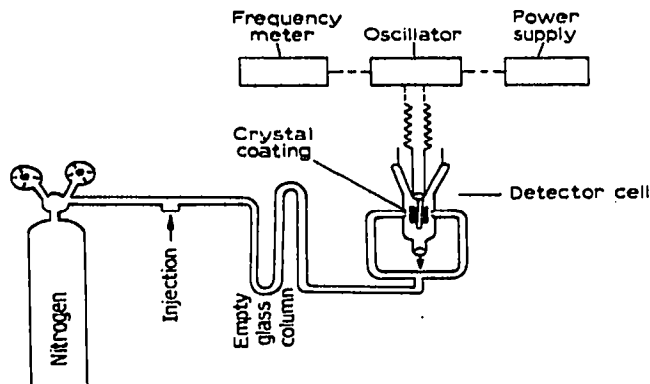 Frequency
meter
Oscillator
Power
supply
Crystal
coating
Detector cell
Injection
Empty
glass
column
Nitrogen